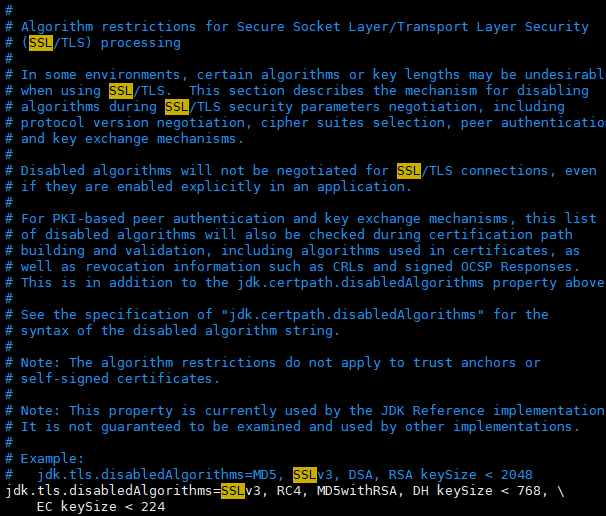 #
# Algorithm restrictions for Secure Socket Layer/Transport Layer Security
# (SSL/TLS) processing
#
# In some environments, certain algorithms or key lengths may be undesirabl
# when using SSL/TLS.  This section describes the mechanism for disabling
# algorithms during SSL/TLS security parameters negotiation, including
# protocol version negotiation, cipher suites selection, peer authenticatio
# and key exchange mechanisms.
#
# Disabled algorithms will not be negotiated for SSL/TLS connections, even
# if they are enabled explicitly in an application.
#
# For PKI-based peer authentication and key exchange mechanisms, this list
# of disabled algorithms will also be checked during certification path
# building and validation, including algorithms used in certificates, as
# well as revocation information such as CRLs and signed OCSP Responses.
# This is in addition to the jdk.certpath.disabledAlgorithms property above
#
# See the specification of "jdk.certpath.disabledAlgorithms" for the
# syntax of the disabled algorithm string.
#
# Note: The algorithm restrictions do not apply to trust anchors or
# self-signed certificates.
#
# Note: This property is currently used by the JDK Reference implementation
# It is not guaranteed to be examined and used by other implementations.
#
# Example:
#   jdk.tls.disabledAlgorithms=MD5, SSLv3, DSA, RSA keySize < 2048
jdk.tls.disabledAlgorithms=SSLv3, RC4, MD5withRSA, DH keySize < 768, \
    EC keySize < 224